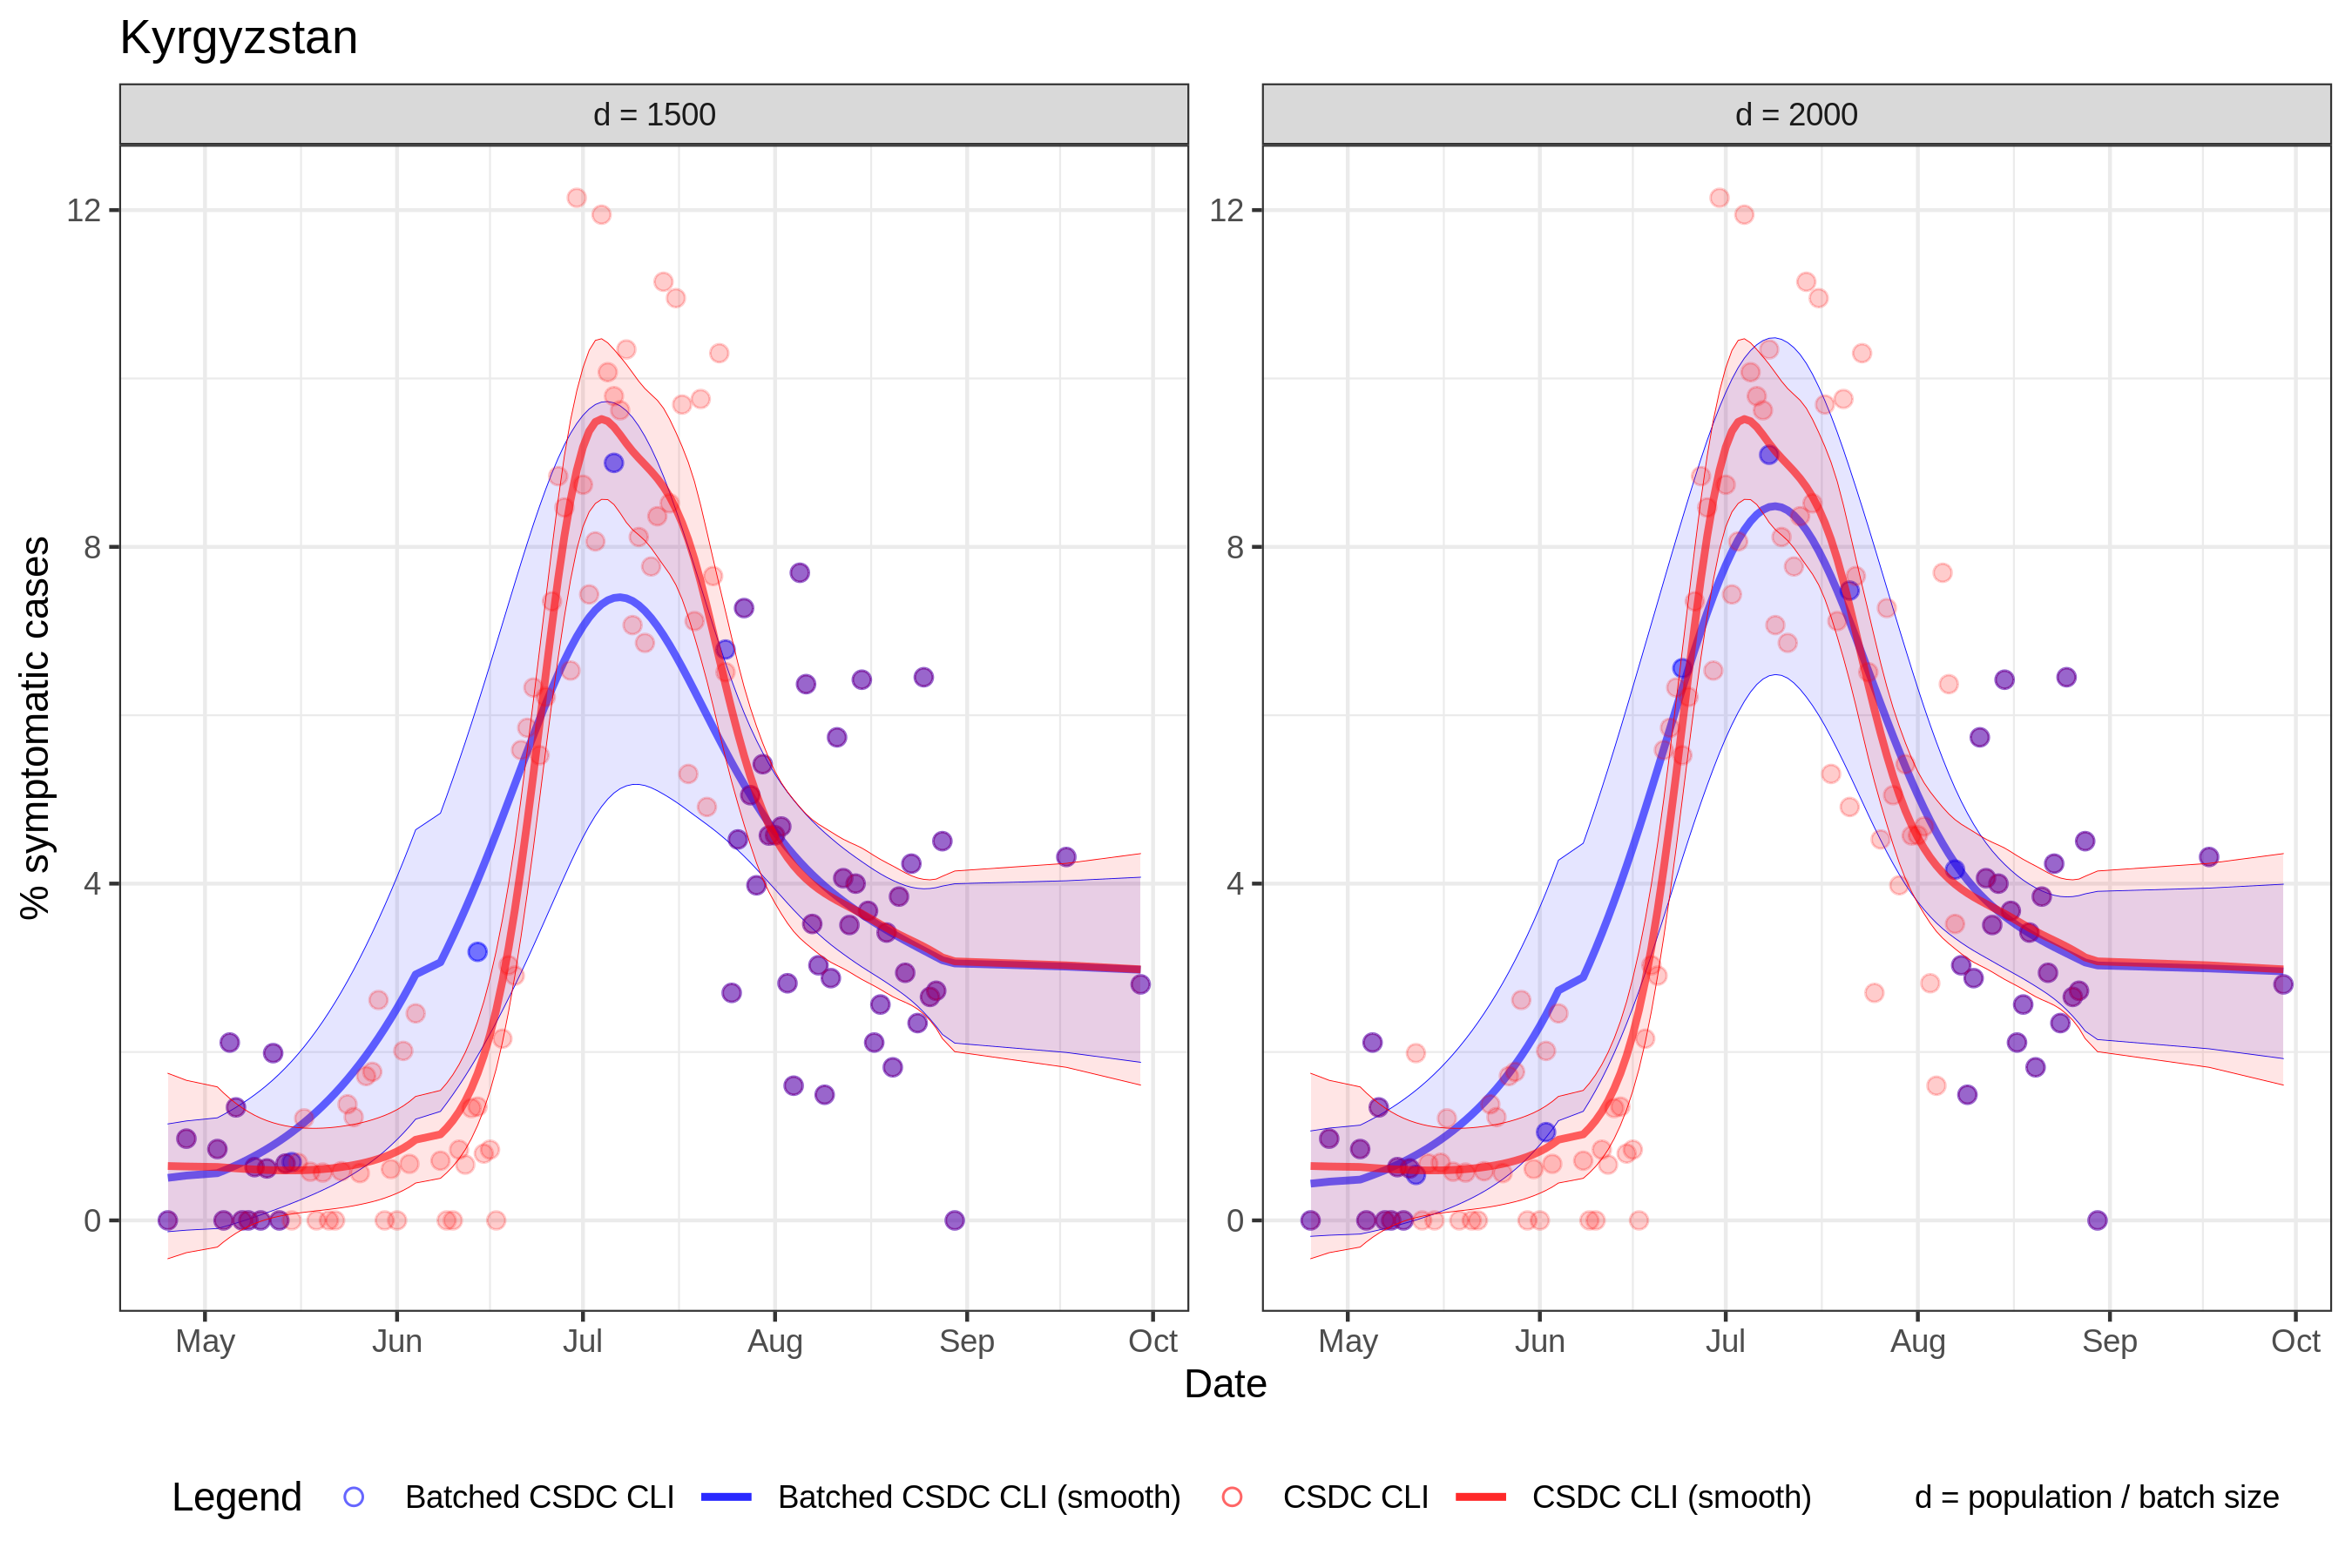 Kyrgyzstan
d = 1500
d = 2000
% symptomatic cases
12
8
4
0
12
8
4
0
May Jun Jul Aug Sep Oct
May Jun Jul Aug Sep Oct
Date
Legend Batched CSDC CLI Batched CSDC CLI (smooth) CSDC CLI CSDC CLI (smooth) d = population / batch size